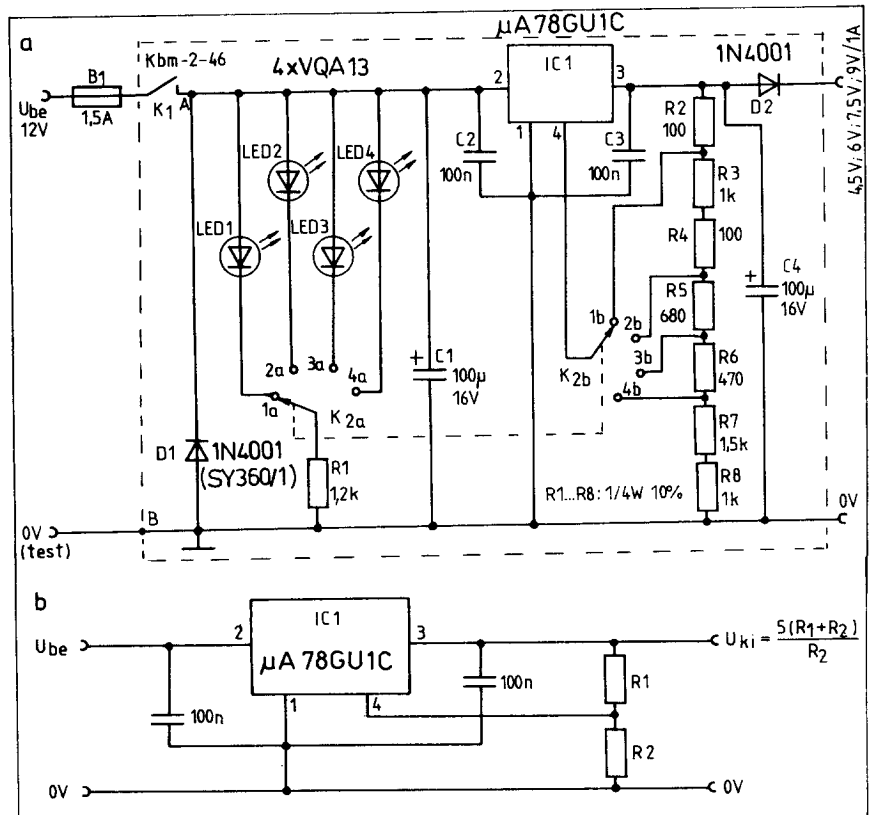 a
µA78GU1C
Kbm-2-46
4xVQA13
1N4001
B1
1,5A
K1
A
Ube
12V
2
IC1
3
1
4
D2
4,5V; 6V; 7,5V; 9V/1A
LED2
LED4
LED1
LED3
C2
100n
C3
100n
R2
100
R3
1k
R4
100
R5
680
R6
470
R7
1,5k
R8
1k
C4
+
100µ
16V
1b
2b
3b
4b
K2b
2a
3a
4a
1a
K2a
C1
+
100µ
16V
D1
1N4001
(SY360/1)
R1
1,2k
R1...R8: 1/4W 10%
B
0V
(test)
0V
b
Ube
2
IC1
µA78GU1C
3
1
4
100n
100n
R1
R2
Uki = 5(R1+R2)
R2
0V
0V